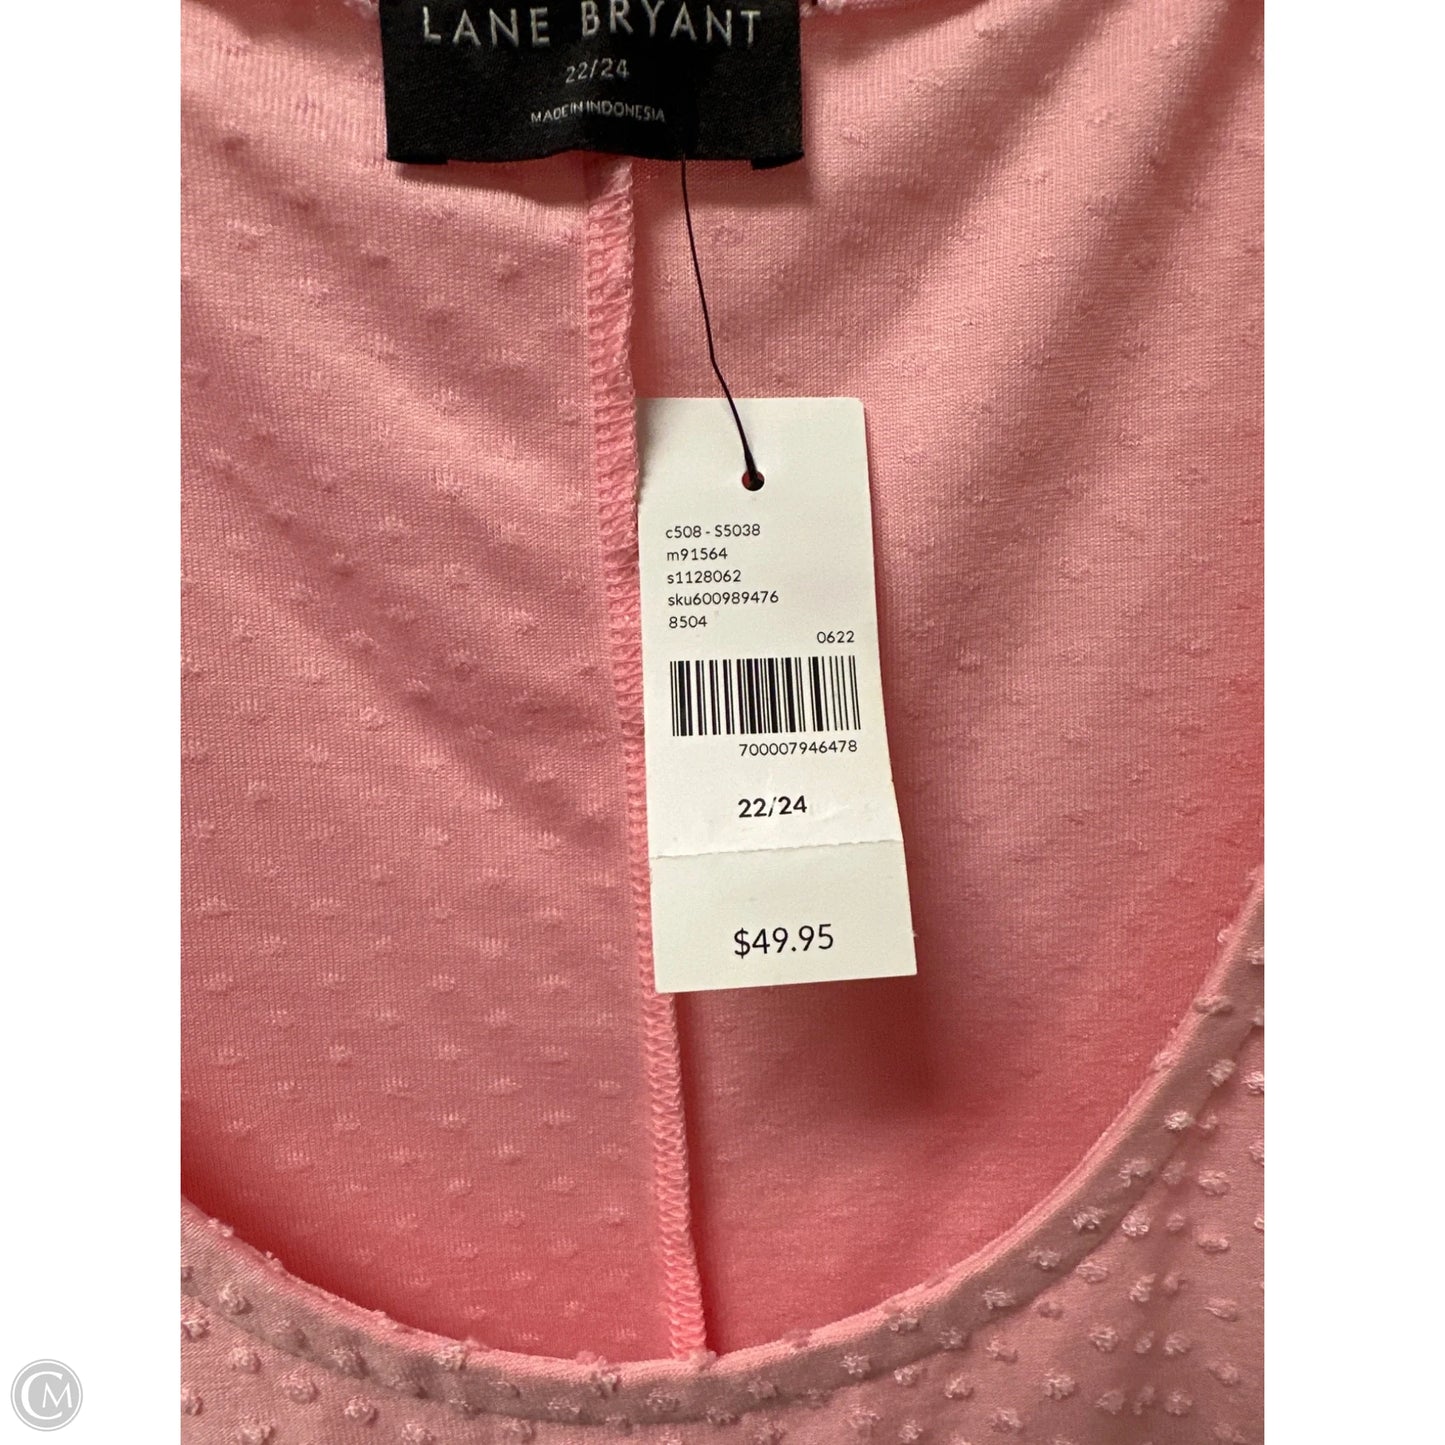 LANE BRYANT
22/24
MADE IN INDONESIA
c508 - S5038
m91564
s1128062
sku600989476
8504
0622
700007946478
22/24
$49.95
CM